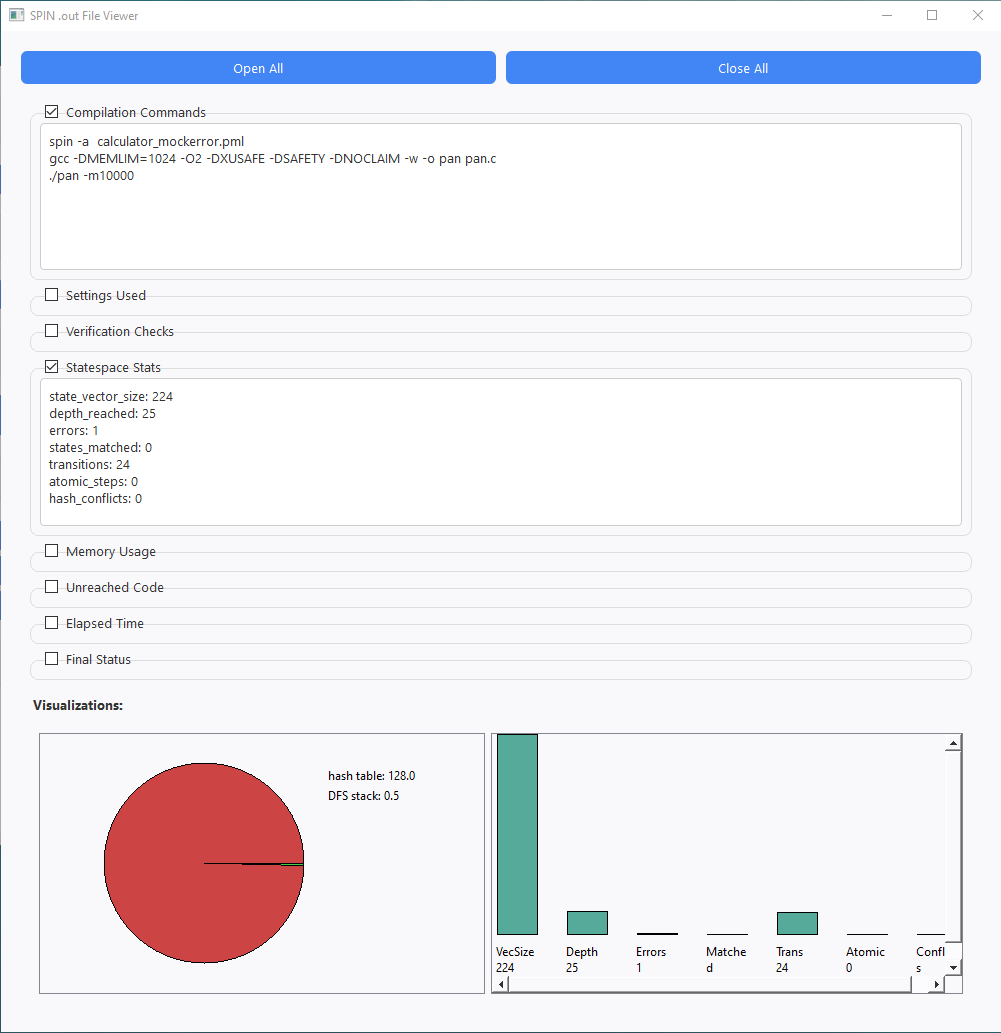 SPIN .out File Viewer
Open All
Close All
Compilation Commands
spin -a  calculator_mockerror.pml
gcc -DMEMLIM=1024 -O2 -DXUSAFE -DSAFETY -DNOCLAIM -w -o pan pan.c
./pan -m10000
Settings Used
Verification Checks
Statespace Stats
state_vector_size: 224
depth_reached: 25
errors: 1
states_matched: 0
transitions: 24
atomic_steps: 0
hash_conflicts: 0
Memory Usage
Unreached Code
Elapsed Time
Final Status
Visualizations:
hash table: 128.0
DFS stack: 0.5
VecSize Depth Errors Matche Trans Atomic Confl
224 25 1 d 24 0 s